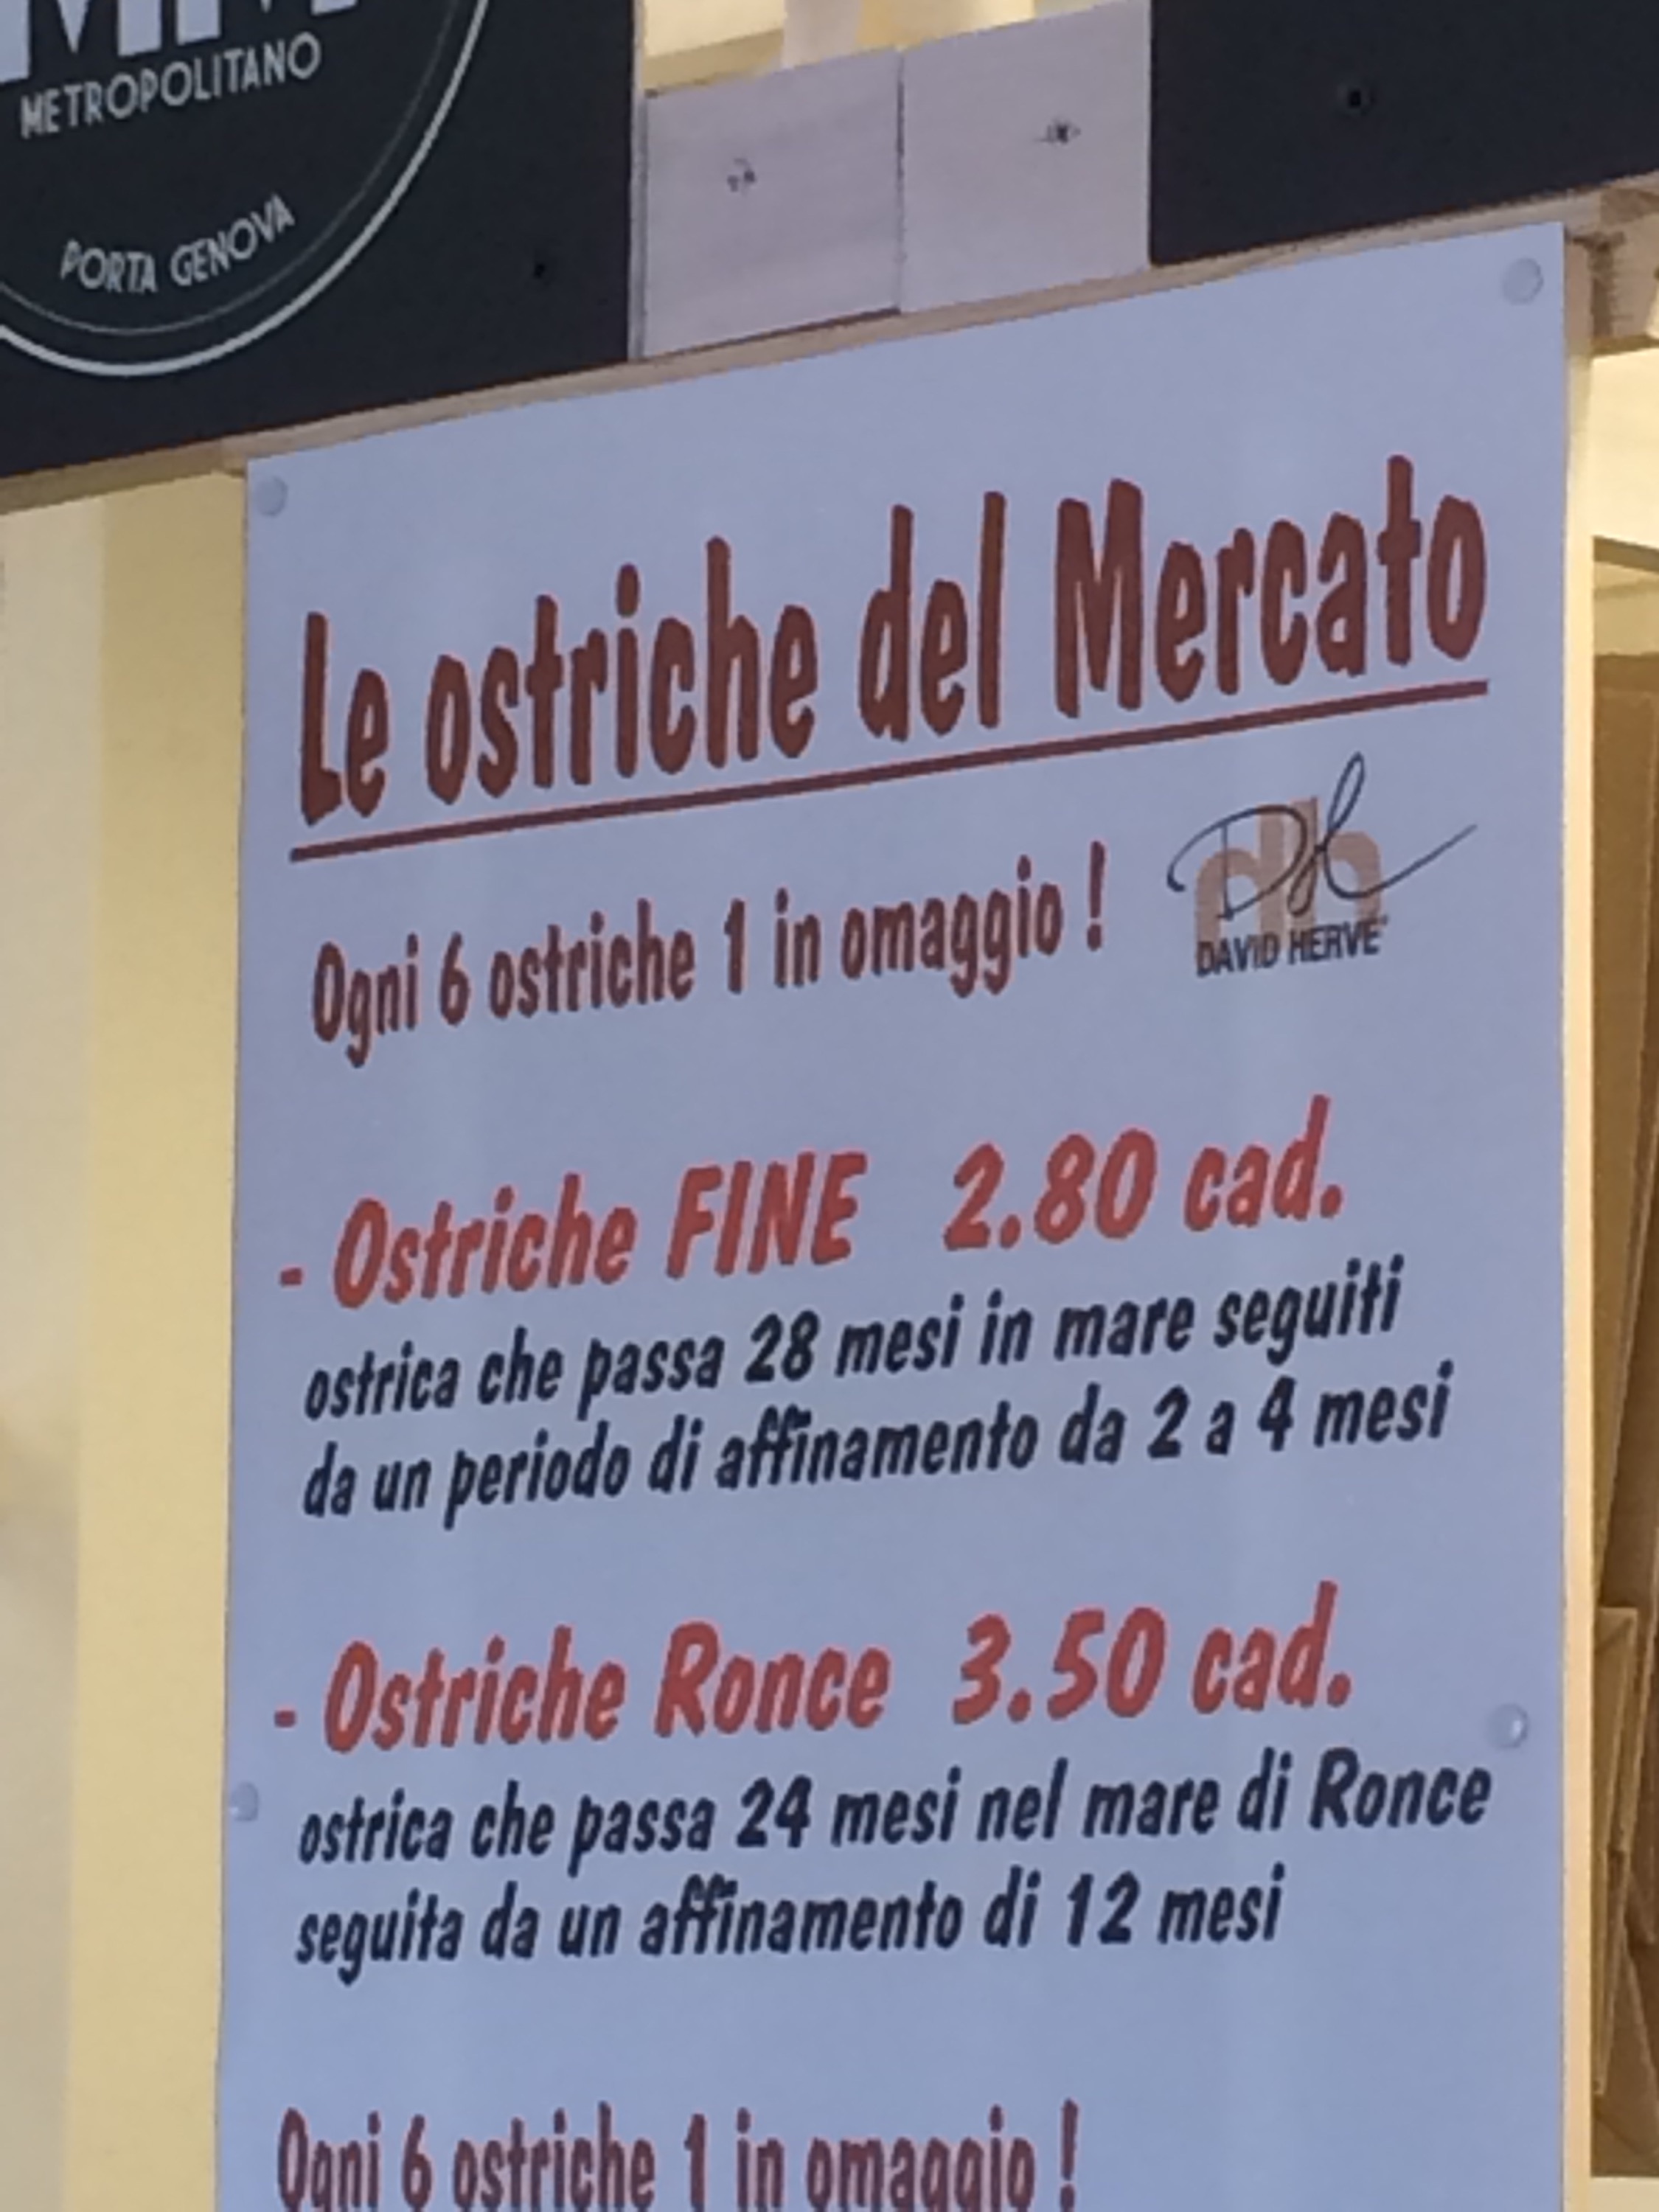 METROPOLITANO
PORTA GENOVA
Le ostriche del Mercato
Ogni 6 ostriche 1 in omaggio !
DH
dh
DAVID HERVÉ
- Ostriche FINE 2.80 cad.
ostrica che passa 28 mesi in mare seguiti
da un periodo di affinamento da 2 a 4 mesi
- Ostriche Ronce 3.50 cad.
ostrica che passa 24 mesi nel mare di Ronce
seguita da un affinamento di 12 mesi
Ogni 6 ostriche 1 in omaggio !